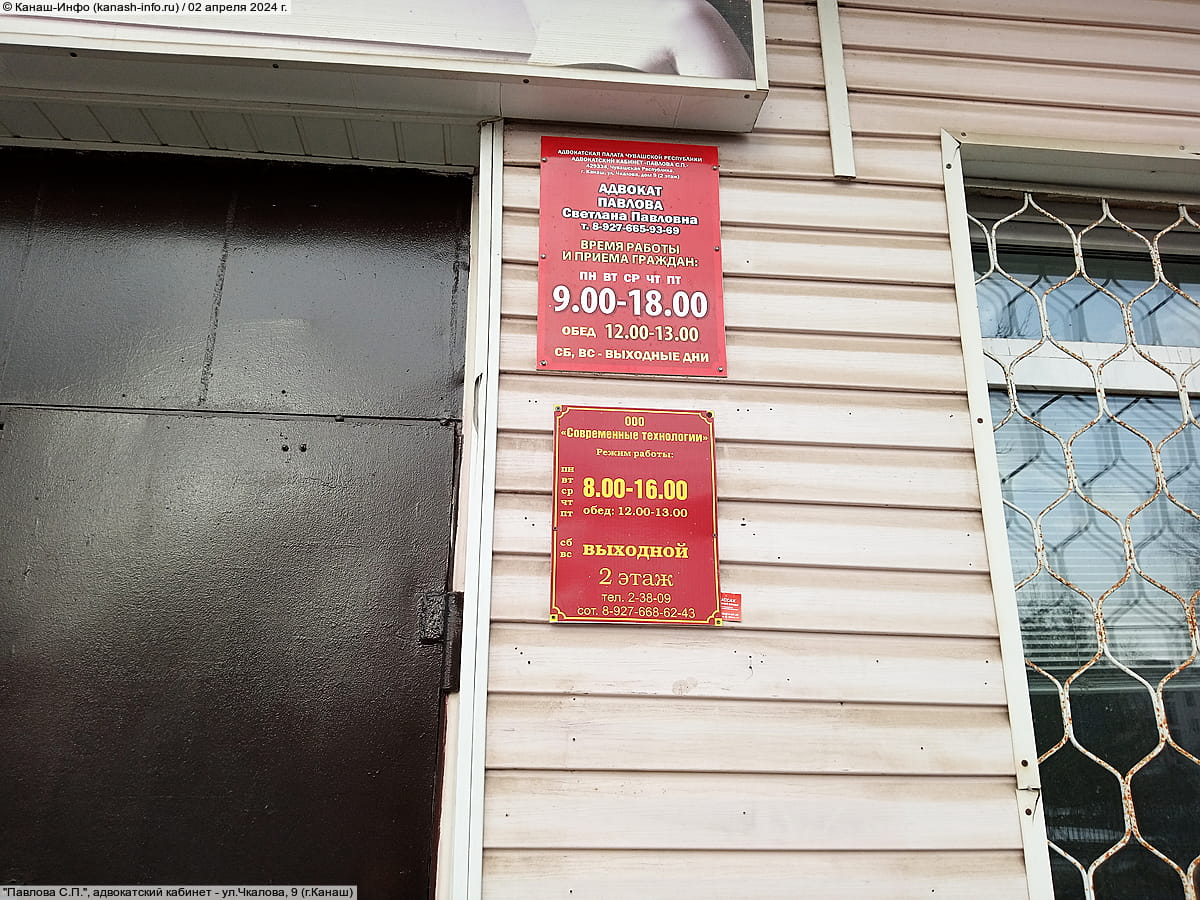 © Канаш-Инфо (kanash-info.ru) / 02 апреля 2024 г.
АДВОКАТСКАЯ ПАЛАТА ЧУВАШСКОЙ РЕСПУБЛИКИ
АДВОКАТСКИЙ КАБИНЕТ «ПАВЛОВА С.П.»
429334, Чувашская Республика,
г. Канаш, ул. Чкалова, дом 9 (2 этаж)
АДВОКАТ
ПАВЛОВА
Светлана Павловна
т. 8-927-665-93-69
ВРЕМЯ РАБОТЫ
И ПРИЕМА ГРАЖДАН:
ПН ВТ СР ЧТ ПТ
9.00-18.00
ОБЕД 12.00-13.00
СБ, ВС - ВЫХОДНЫЕ ДНИ
ООО
«Современные технологии»
Режим работы:
пн
вт
ср
чт
пт
8.00-16.00
обед: 12.00-13.00
сб
вс
ВЫХОДНОЙ
2 этаж
тел. 2-38-09
сот. 8-927-668-62-43
"Павлова С.П.", адвокатский кабинет - ул.Чкалова, 9 (г.Канаш)